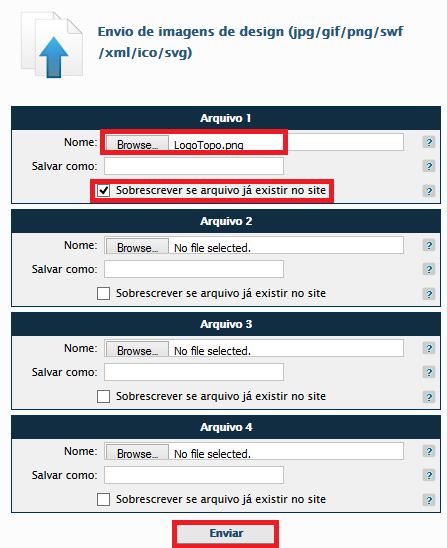 Envio de imagens de design (jpg/gif/png/swf
/xml/ico/svg)
Arquivo 1
Nome: Browse... LogoTopo.png ?
Salvar como: ?
Sobrescrever se arquivo já existir no site ?
Arquivo 2
Nome: Browse... No file selected. ?
Salvar como: ?
Sobrescrever se arquivo já existir no site ?
Arquivo 3
Nome: Browse... No file selected. ?
Salvar como: ?
Sobrescrever se arquivo já existir no site ?
Arquivo 4
Nome: Browse... No file selected. ?
Salvar como: ?
Sobrescrever se arquivo já existir no site ?
Enviar